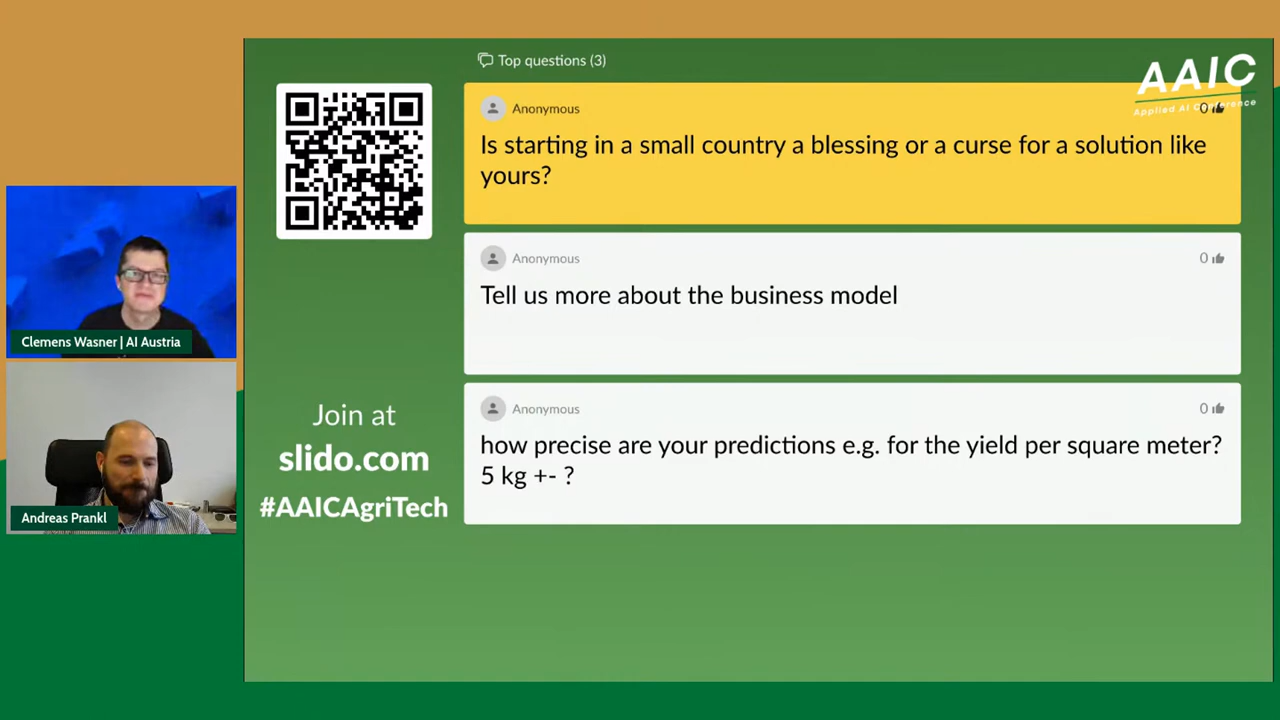 Top questions (3)
AAIC
Applied AI Conference
Anonymous
0
Is starting in a small country a blessing or a curse for a solution like
yours?
Anonymous
0
Tell us more about the business model
Anonymous
0
how precise are your predictions e.g. for the yield per square meter?
5 kg +- ?
Clemens Wasner | AI Austria
Andreas Prankl
Join at
slido.com
#AAICAgriTech